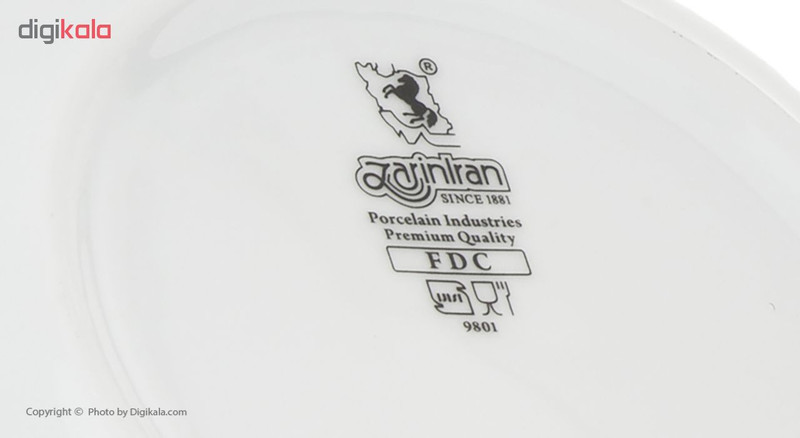 digikala
®
ZarinIran
SINCE 1881
Porcelain Industries
Premium Quality
FDC
9801
Copyright © Photo by Digikala.com